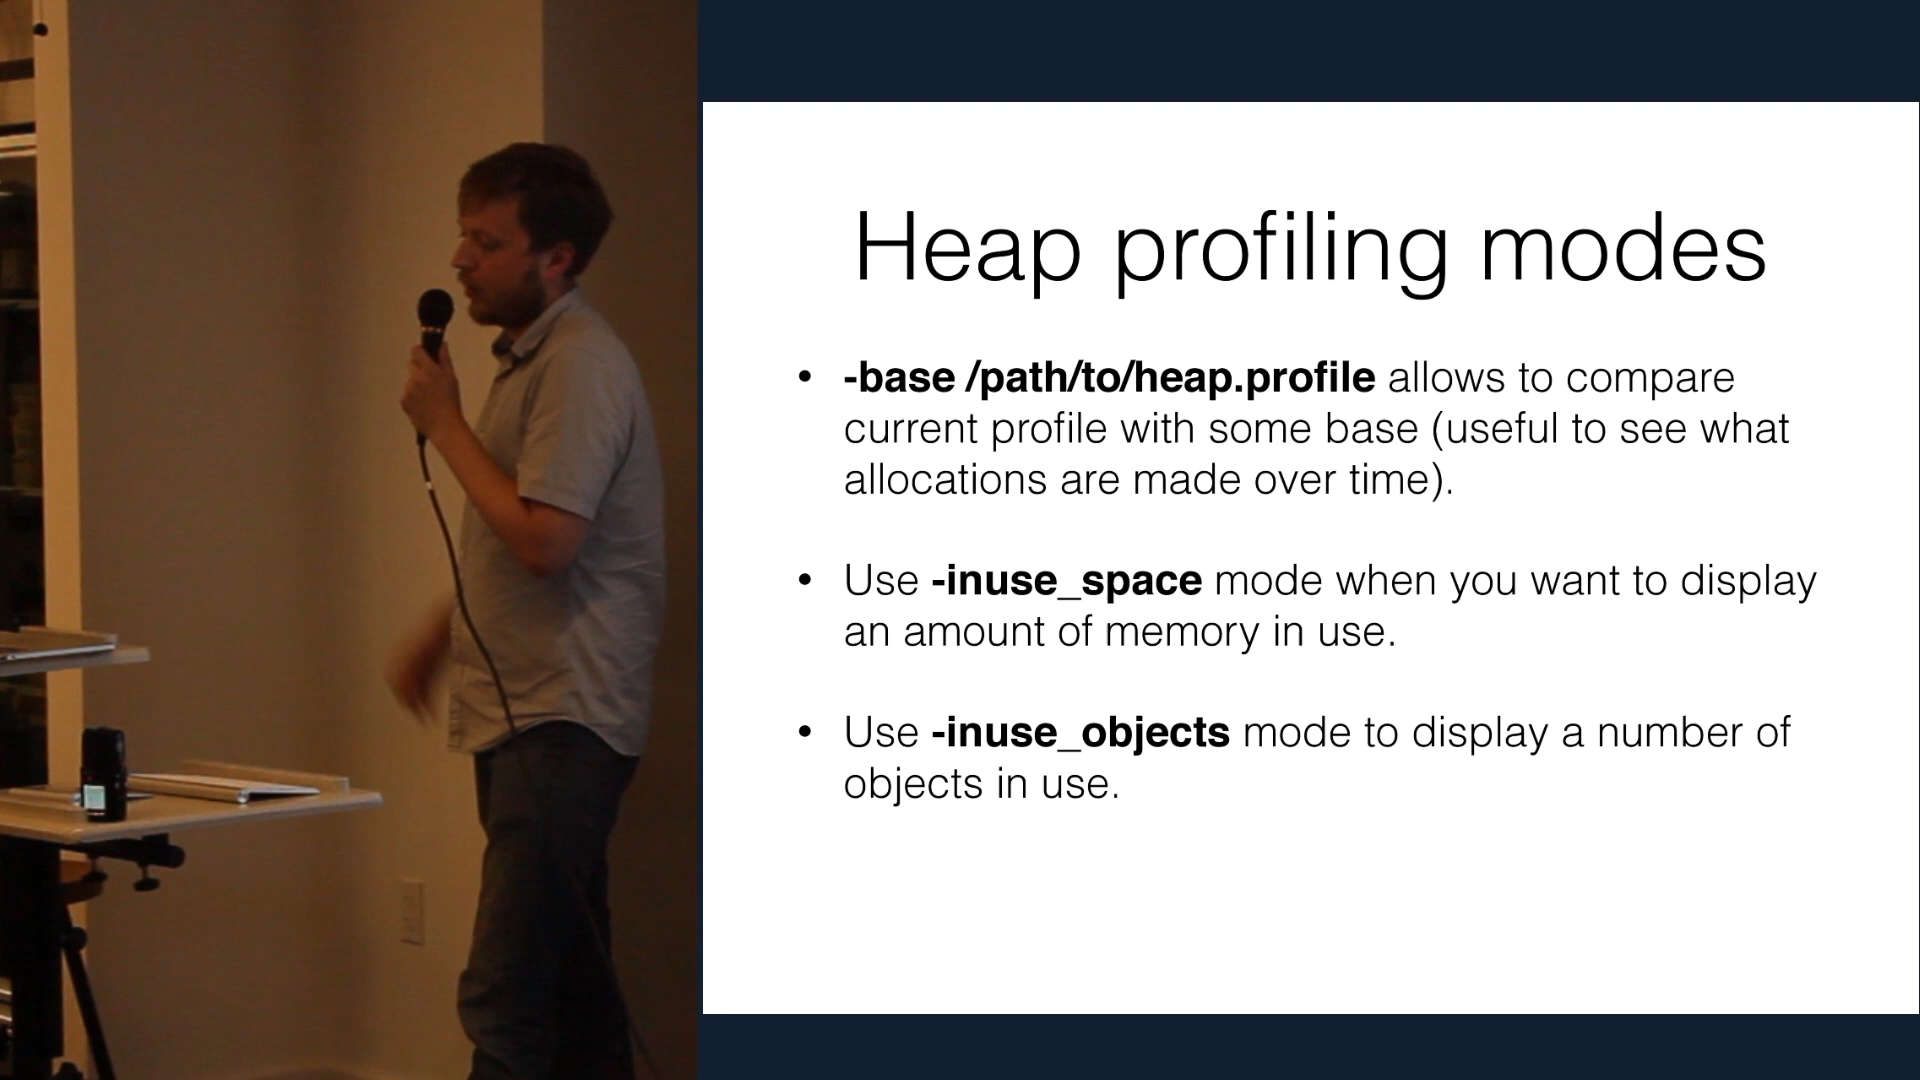 Heap profiling modes
• -base /path/to/heap.profile allows to compare
current profile with some base (useful to see what
allocations are made over time).
• Use -inuse_space mode when you want to display
an amount of memory in use.
• Use -inuse_objects mode to display a number of
objects in use.